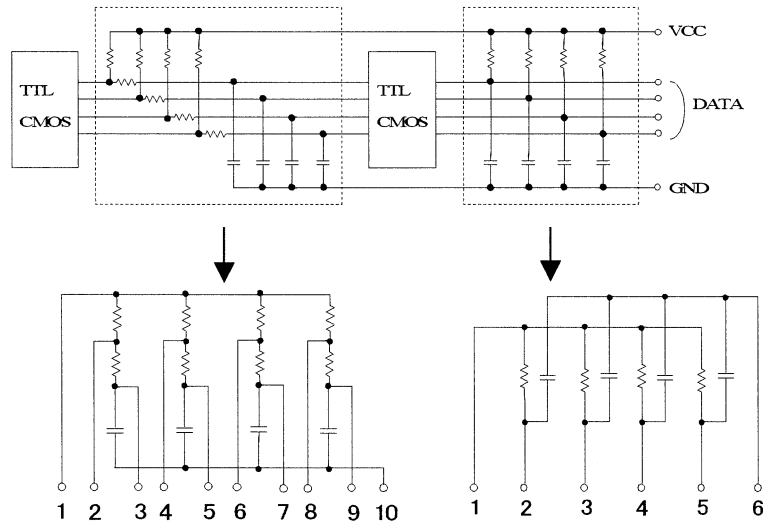 VCC
TTL
CMOS
TTL
CMOS
DATA
GND
1 2 3 4 5 6 7 8 9 10
1 2 3 4 5 6